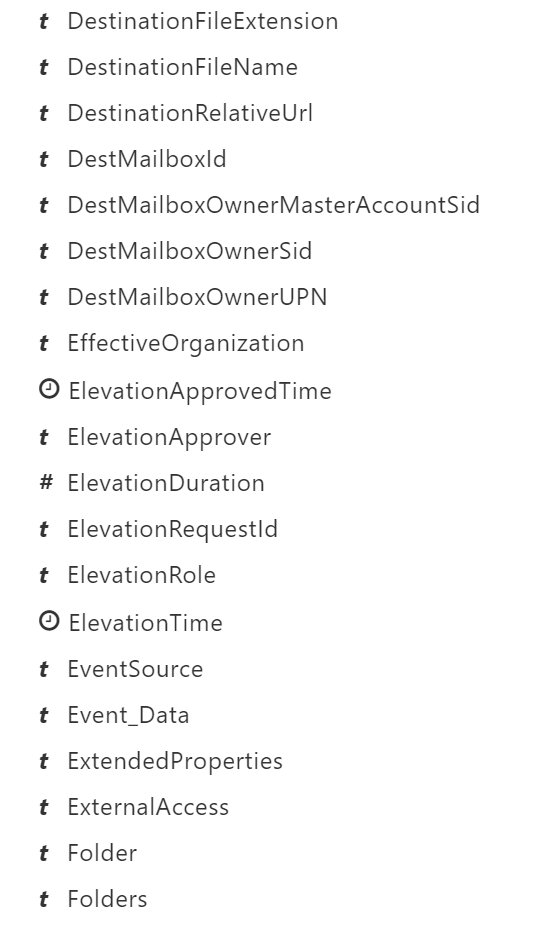 t DestinationFileExtension
t DestinationFileName
t DestinationRelativeUrl
t DestMailboxId
t DestMailboxOwnerMasterAccountSid
t DestMailboxOwnerSid
t DestMailboxOwnerUPN
t EffectiveOrganization
ElevationApprovedTime
t ElevationApprover
# ElevationDuration
t ElevationRequestId
t ElevationRole
ElevationTime
t EventSource
t Event_Data
t ExtendedProperties
t ExternalAccess
t Folder
t Folders